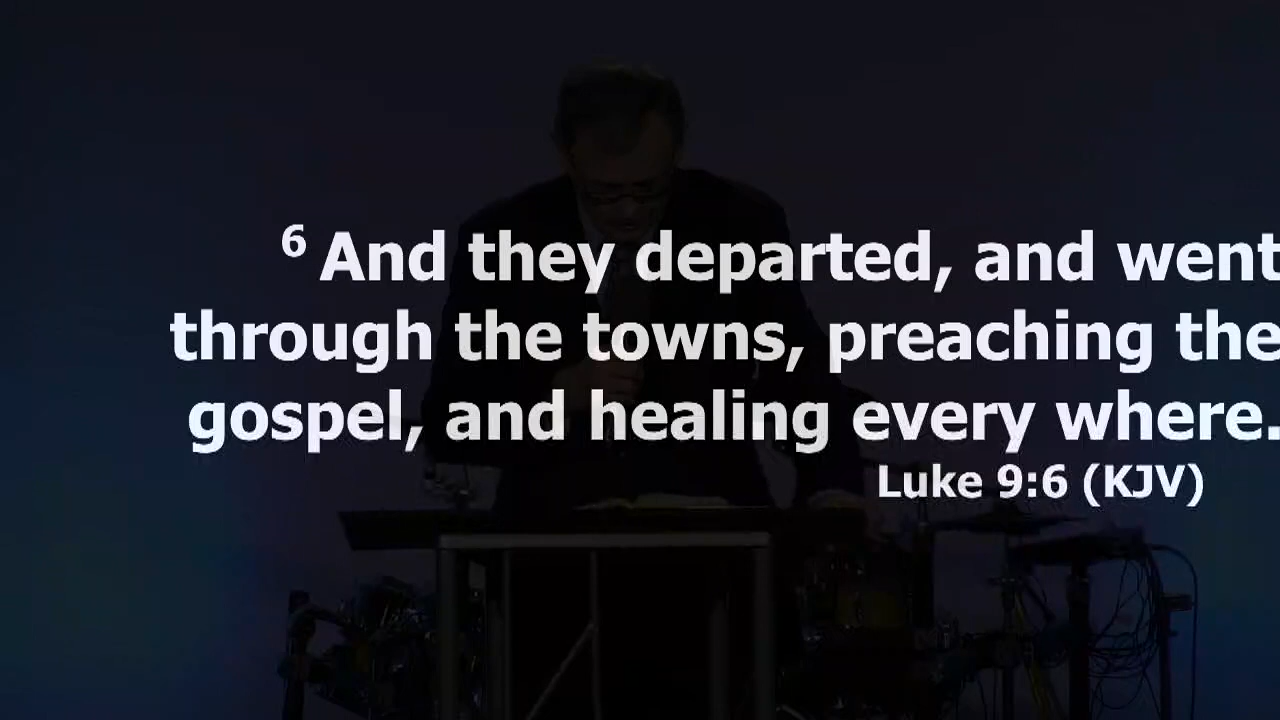 6 And they departed, and went
through the towns, preaching the
gospel, and healing every where.
Luke 9:6 (KJV)